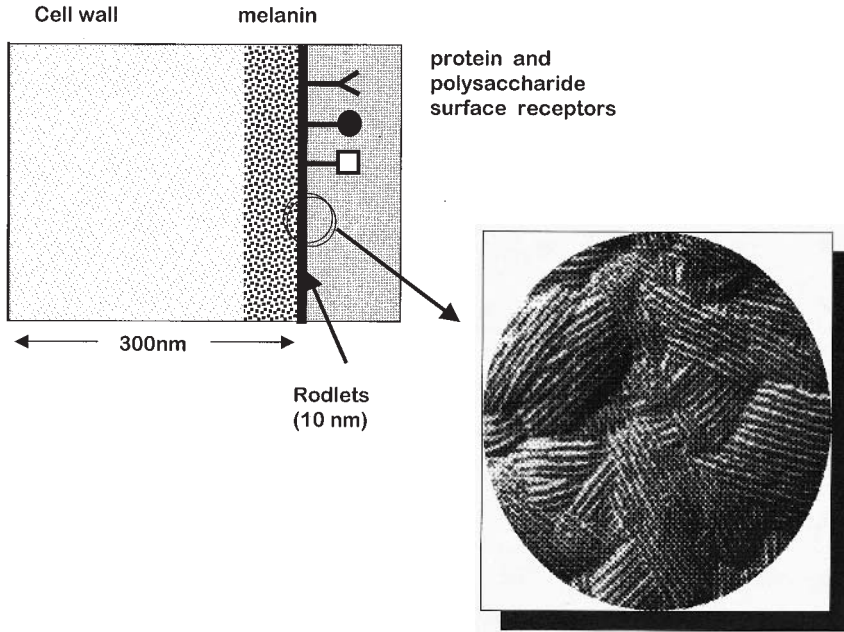 Cell wall
melanin
protein and
polysaccharide
surface receptors
300nm
Rodlets
(10 nm)